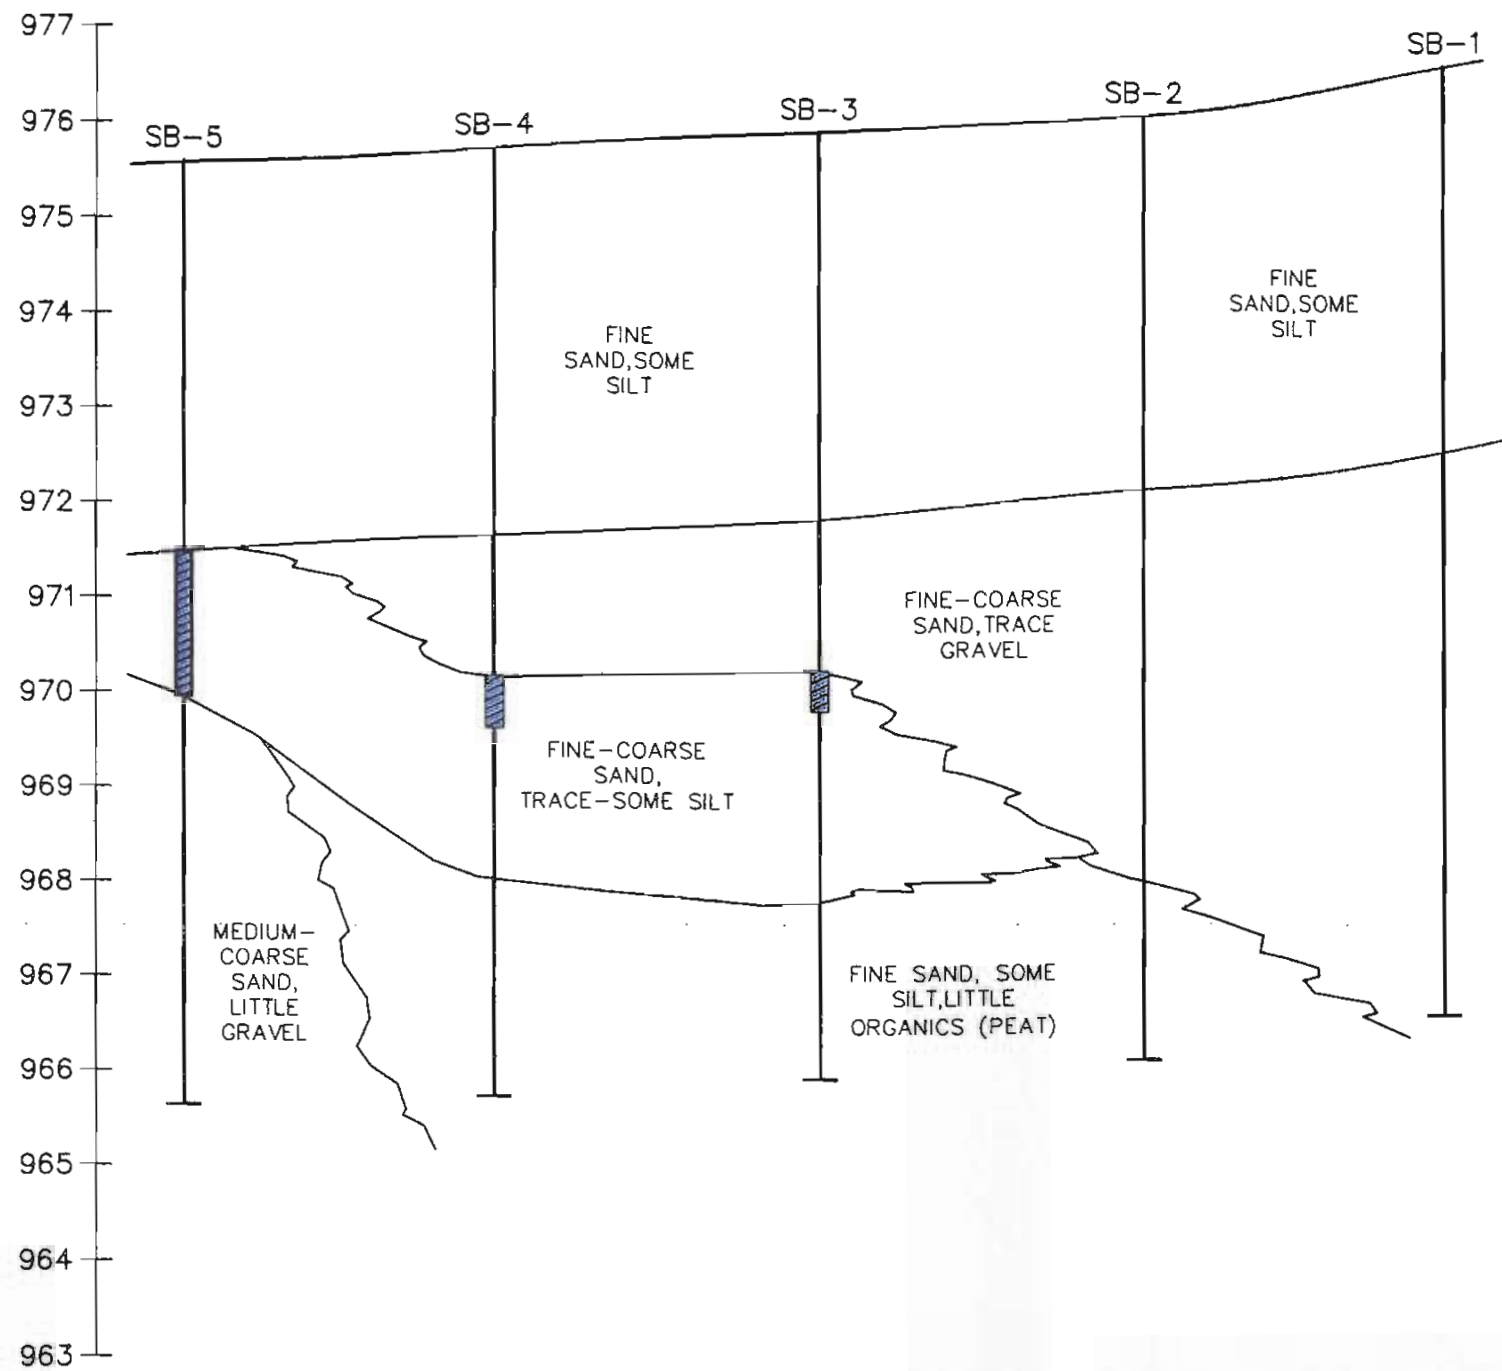 977
976
975
974
973
972
971
970
969
968
967
966
965
964
963
SB-5
SB-4
SB-3
SB-2
SB-1
FINE
SAND,SOME
SILT
FINE
SAND,SOME
SILT
FINE-COARSE
SAND,TRACE
GRAVEL
FINE-COARSE
SAND,
TRACE-SOME SILT
MEDIUM-
COARSE
SAND,
LITTLE
GRAVEL
FINE SAND, SOME
SILT,LITTLE
ORGANICS (PEAT)